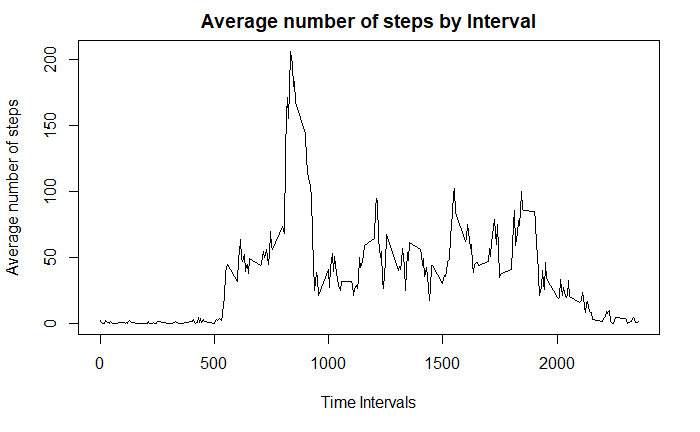 Average number of steps by Interval
Average number of steps
200
150
100
50
0
0 500 1000 1500 2000
Time Intervals